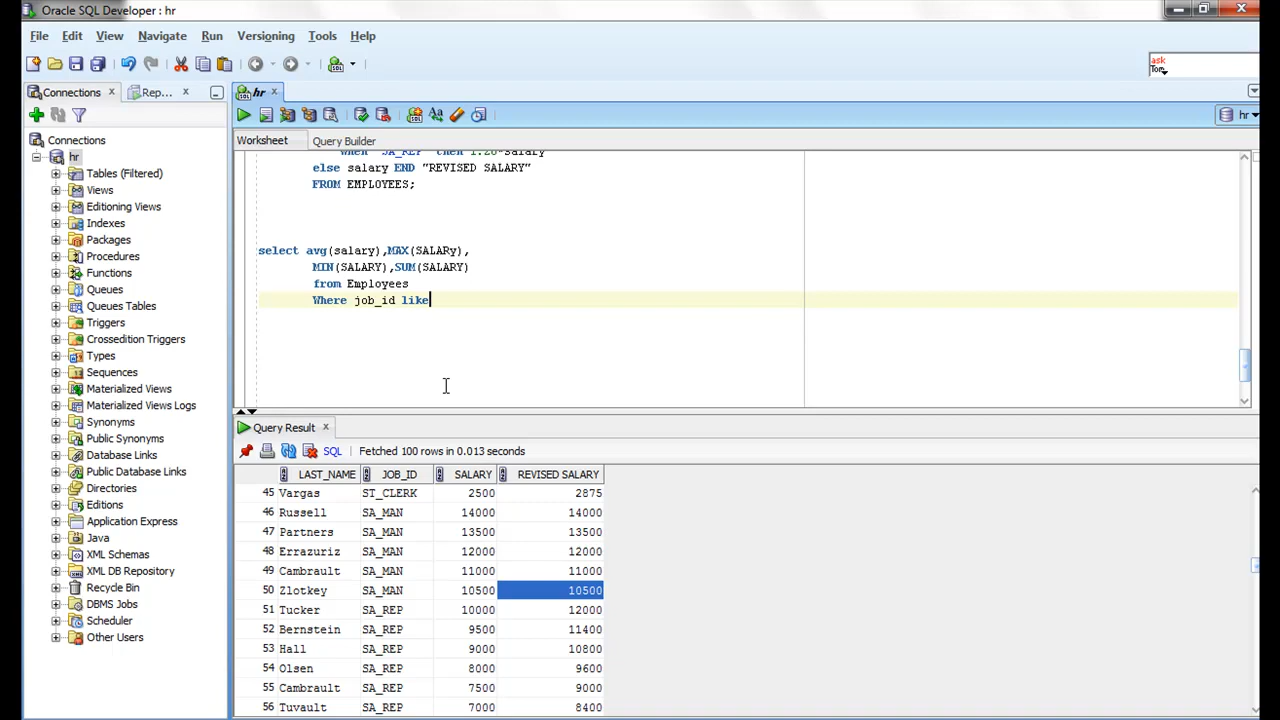 Oracle SQL Developer : hr
File Edit View Navigate Run Versioning Tools Help
ask
Tom
Connections Rep... hr
hr
Worksheet Query Builder
Connections
hr
Tables (Filtered)
Views
Editioning Views
Indexes
Packages
Procedures
Functions
Queues
Queues Tables
Triggers
Crossedition Triggers
Types
Sequences
Materialized Views
Materialized Views Logs
Synonyms
Public Synonyms
Database Links
Public Database Links
Directories
Editions
Application Express
Java
XML Schemas
XML DB Repository
Recycle Bin
DBMS Jobs
Scheduler
Other Users
else salary END "REVISED SALARY"
FROM EMPLOYEES;
select avg(salary),MAX(SALARy),
MIN(SALARY),SUM(SALARY)
from Employees
Where job_id like
Query Result
SQL Fetched 100 rows in 0.013 seconds
LAST_NAME JOB_ID SALARY REVISED SALARY
45 Vargas ST_CLERK 2500 2875
46 Russell SA_MAN 14000 14000
47 Partners SA_MAN 13500 13500
48 Errazuriz SA_MAN 12000 12000
49 Cambrault SA_MAN 11000 11000
50 Zlotkey SA_MAN 10500 10500
51 Tucker SA_REP 10000 12000
52 Bernstein SA_REP 9500 11400
53 Hall SA_REP 9000 10800
54 Olsen SA_REP 8000 9600
55 Cambrault SA_REP 7500 9000
56 Tuvault SA_REP 7000 8400